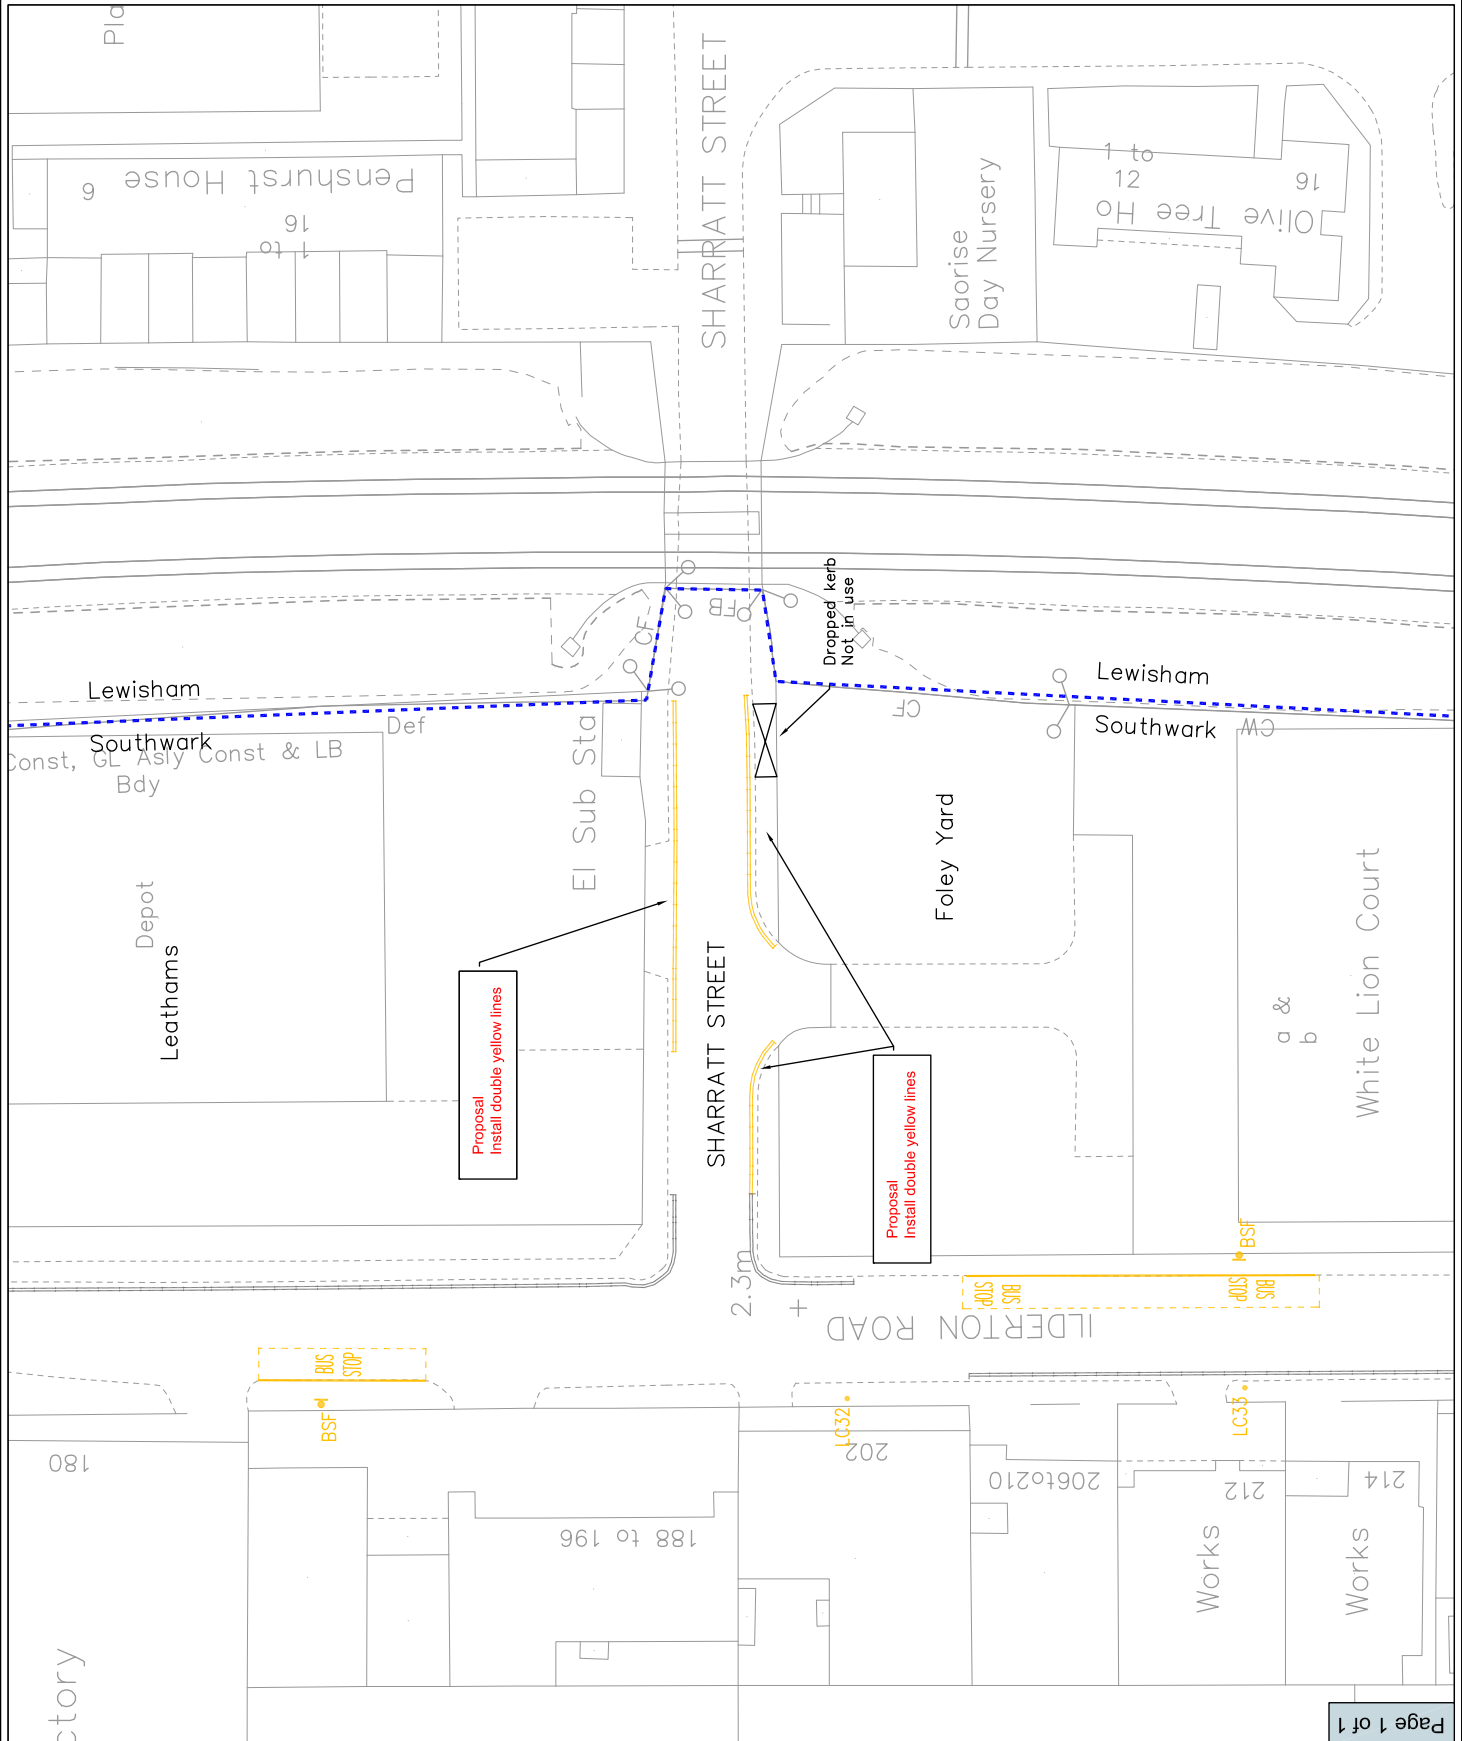 Pla
SHARRATT STREET
Penshurst House
6
16
1 to
Saorise
Day Nursery
1 to
12
16
Olive Tree Ho
Dropped kerb
Not in use
FB
CF
Lewisham
Southwark
Def
Const, GL Asly Const & LB
Bdy
El Sub Sta
Lewisham
Southwark
CF
CW
Foley Yard
Depot
Leathams
SHARRATT STREET
White Lion Court
a &
b
Proposal
Install double yellow lines
Proposal
Install double yellow lines
2.3m
ILDERTON ROAD
BUS
STOP
BUS
STOP
BSF
BUS
STOP
BSF
LC32
LC33
180
188 to 196
202
206to210
212
214
Works
Works
ctory
Page 1 of 1